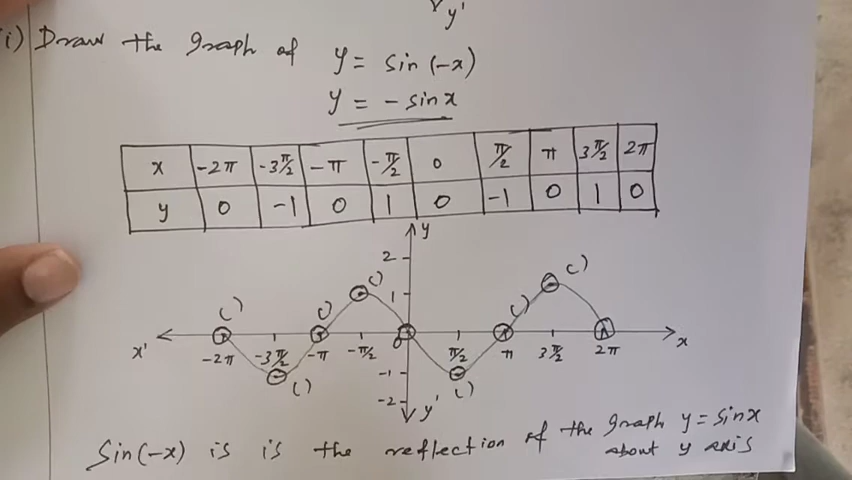 y'
i) Draw the graph of y = sin(-x)
y = - sinx
x -2π -3π/2 -π -π/2 0 π/2 π 3π/2 2π
y 0 -1 0 1 0 -1 0 1 0
y
2
( )
( ) 1 ( ) ( ) ( )
x' -2π -3π/2 -π -π/2 0 π/2 π 3π/2 2π x
-1
( ) ( )
-2 y'
Sin(-x) is is the reflection of the graph y = sinx
about y axis